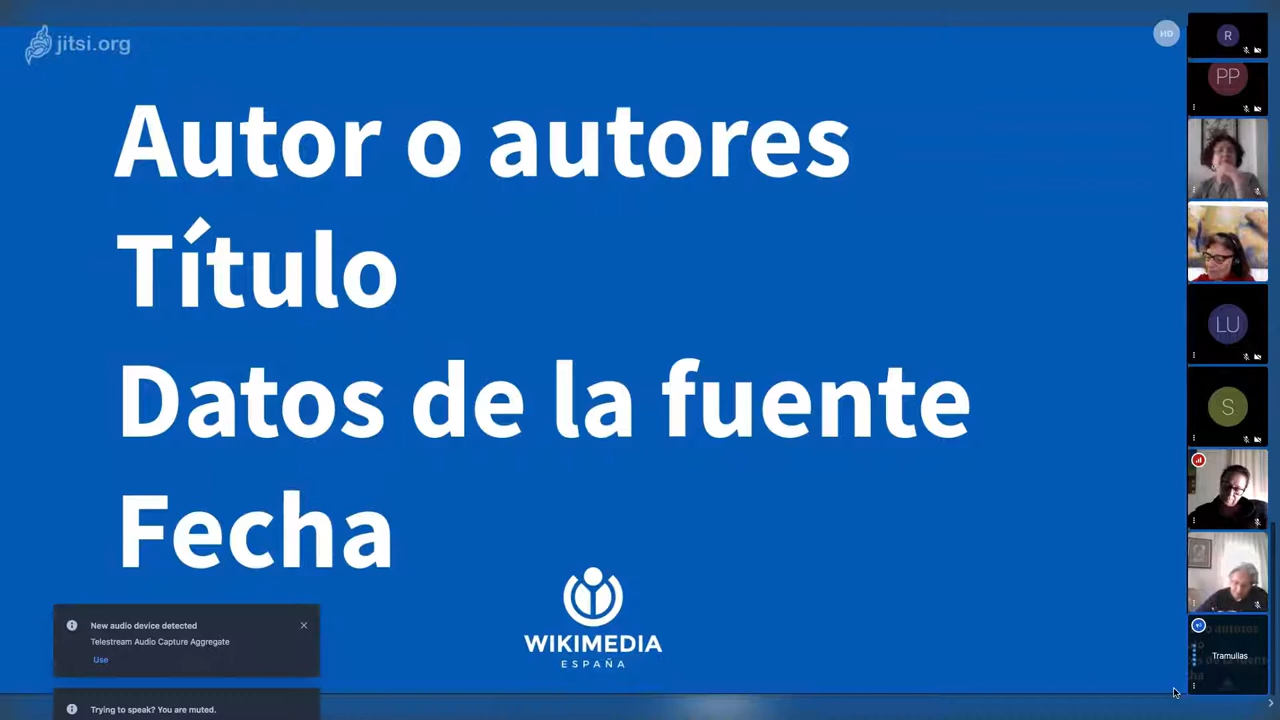 jitsi.org
HD
R
PP
Autor o autores
Título
LU
Datos de la fuente
S
Fecha
New audio device detected
Telestream Audio Capture Aggregate
Use
WIKIMEDIA
ESPAÑA
Tramullas
Trying to speak? You are muted.